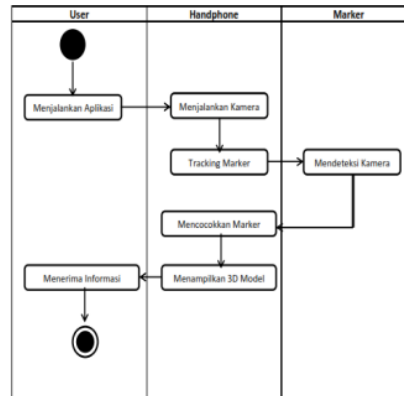 User
Handphone
Marker
Menjalankan Aplikasi
Menjalankan Kamera
Tracking Marker
Mendeteksi Kamera
Mencocokkan Marker
Menerima Informasi
Menampilkan 3D Model